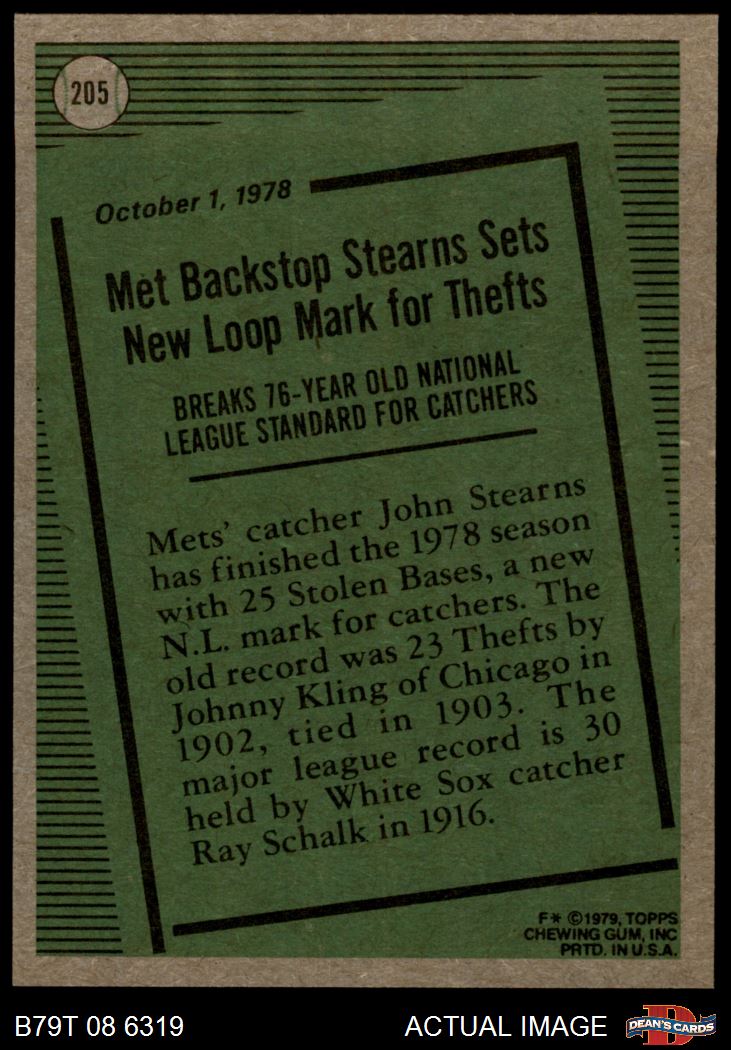 205
October 1, 1978
Met Backstop Stearns Sets
New Loop Mark for Thefts
BREAKS 76-YEAR OLD NATIONAL
LEAGUE STANDARD FOR CATCHERS
Mets' catcher John Stearns
has finished the 1978 season
with 25 Stolen Bases, a new
N.L. mark for catchers. The
old record was 23 Thefts by
Johnny Kling of Chicago in
1902, tied in 1903. The
major league record is 30
held by White Sox catcher
Ray Schalk in 1916.
F* ©1979, TOPPS
CHEWING GUM, INC
PRTD. IN U.S.A.
B79T 08 6319
ACTUAL IMAGE
D
DEAN'S CARDS